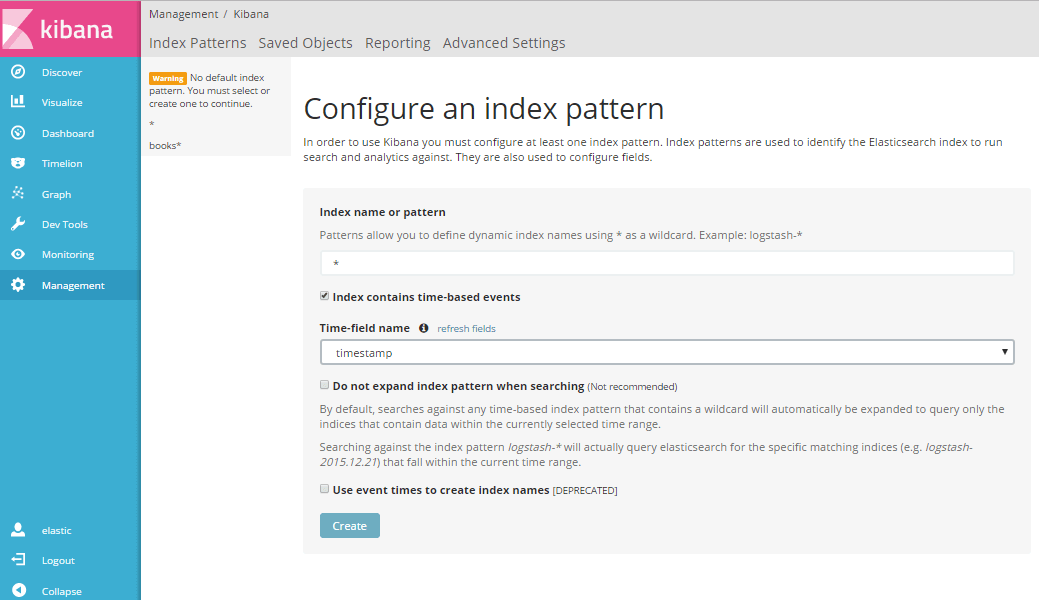 kibana
Discover
Visualize
Dashboard
Timelion
Graph
Dev Tools
Monitoring
Management
elastic
Logout
Collapse
Management / Kibana
Index Patterns Saved Objects Reporting Advanced Settings
Warning No default index
pattern. You must select or
create one to continue.
*
books*
Configure an index pattern
In order to use Kibana you must configure at least one index pattern. Index patterns are used to identify the Elasticsearch index to run
search and analytics against. They are also used to configure fields.
Index name or pattern
Patterns allow you to define dynamic index names using * as a wildcard. Example: logstash-*
*
Index contains time-based events
Time-field name refresh fields
timestamp
Do not expand index pattern when searching (Not recommended)
By default, searches against any time-based index pattern that contains a wildcard will automatically be expanded to query only the
indices that contain data within the currently selected time range.
Searching against the index pattern logstash-* will actually query elasticsearch for the specific matching indices (e.g. logstash-
2015.12.21) that fall within the current time range.
Use event times to create index names [DEPRECATED]
Create